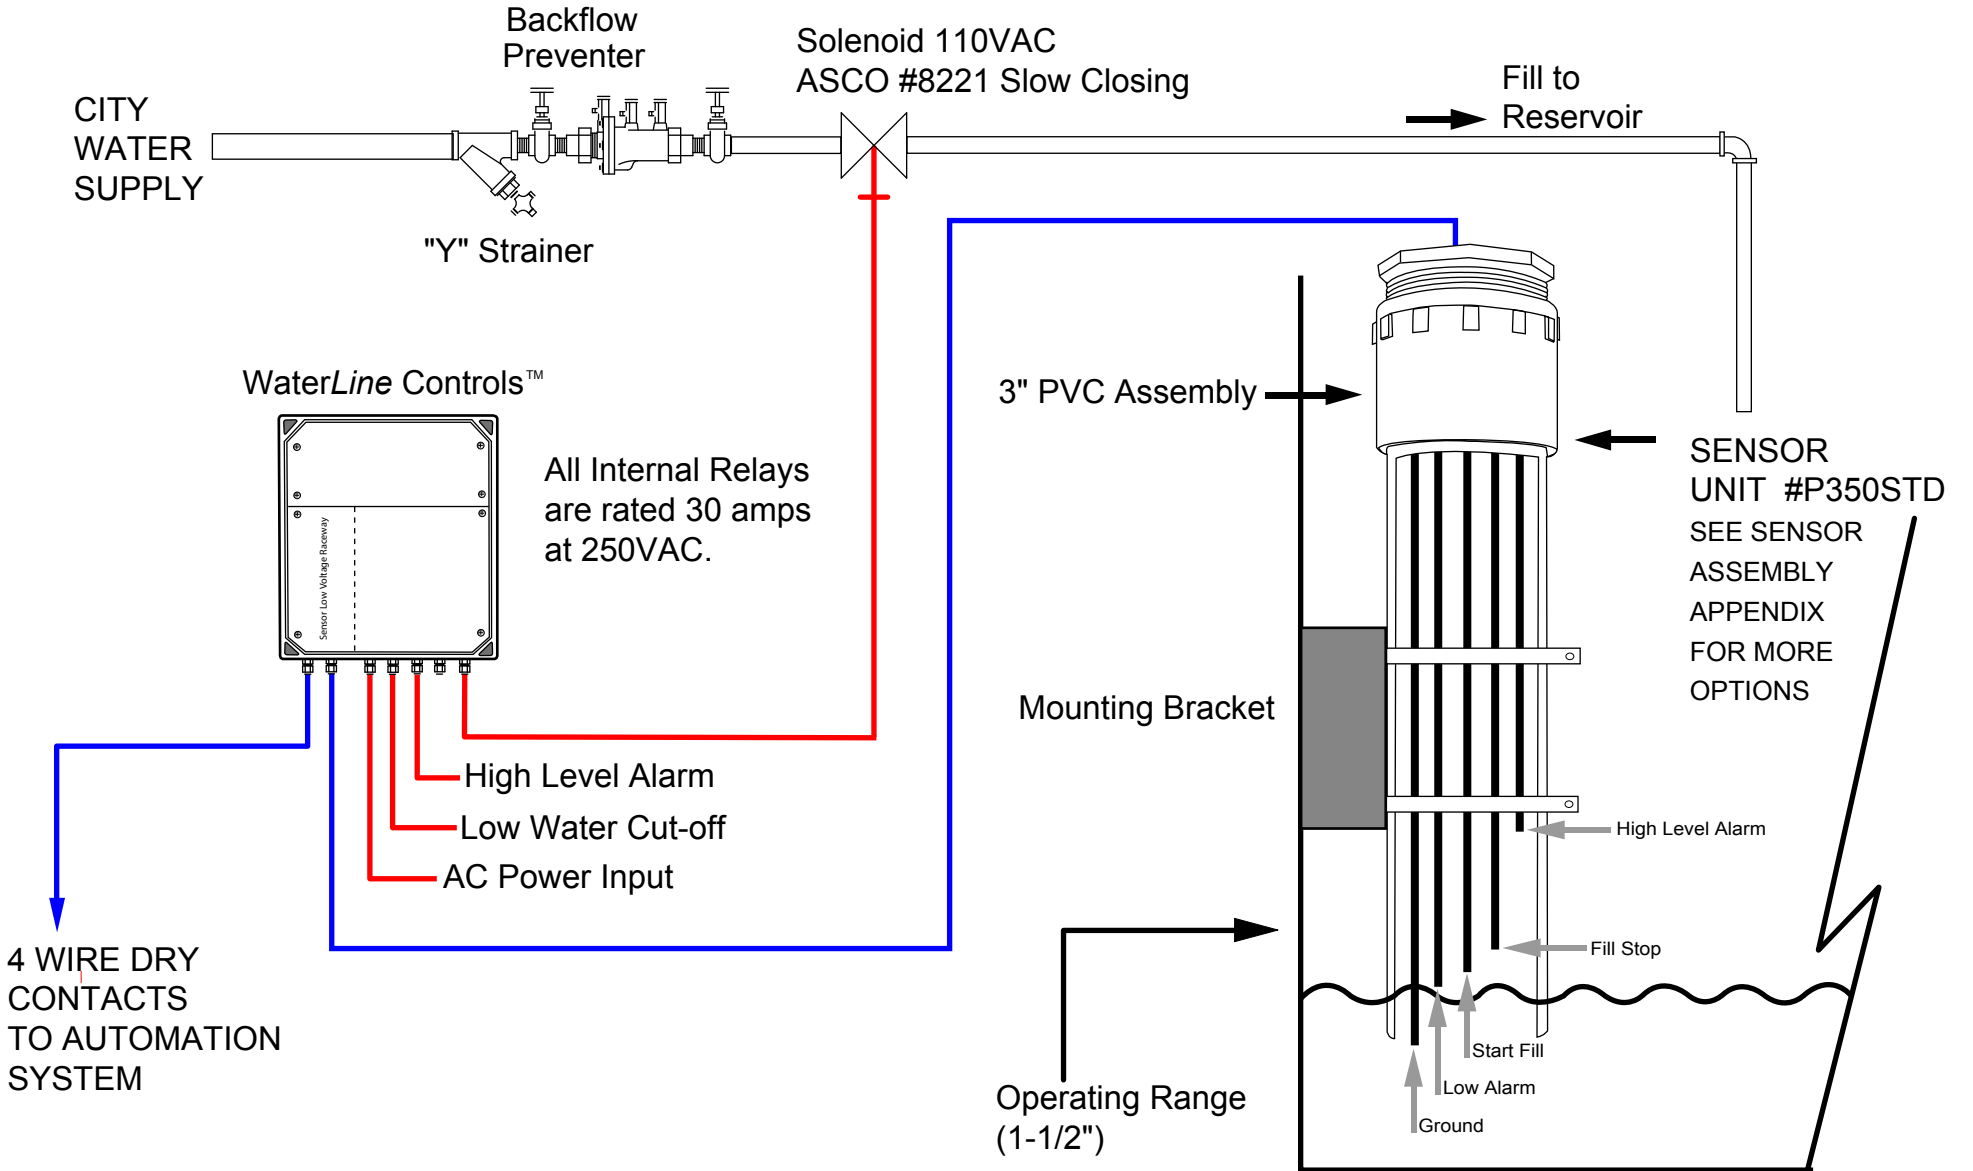 Backflow
Preventer
Solenoid 110VAC
ASCO #8221 Slow Closing
Fill to
Reservoir
CITY
WATER
SUPPLY
"Y" Strainer
WaterLine Controls™
All Internal Relays
are rated 30 amps
at 250VAC.
Sensor Low Voltage Raceway
3" PVC Assembly
SENSOR
UNIT #P350STD
SEE SENSOR
ASSEMBLY
APPENDIX
FOR MORE
OPTIONS
Mounting Bracket
High Level Alarm
Low Water Cut-off
AC Power Input
High Level Alarm
Fill Stop
Start Fill
Low Alarm
Ground
4 WIRE DRY
CONTACTS
TO AUTOMATION
SYSTEM
Operating Range
(1-1/2")